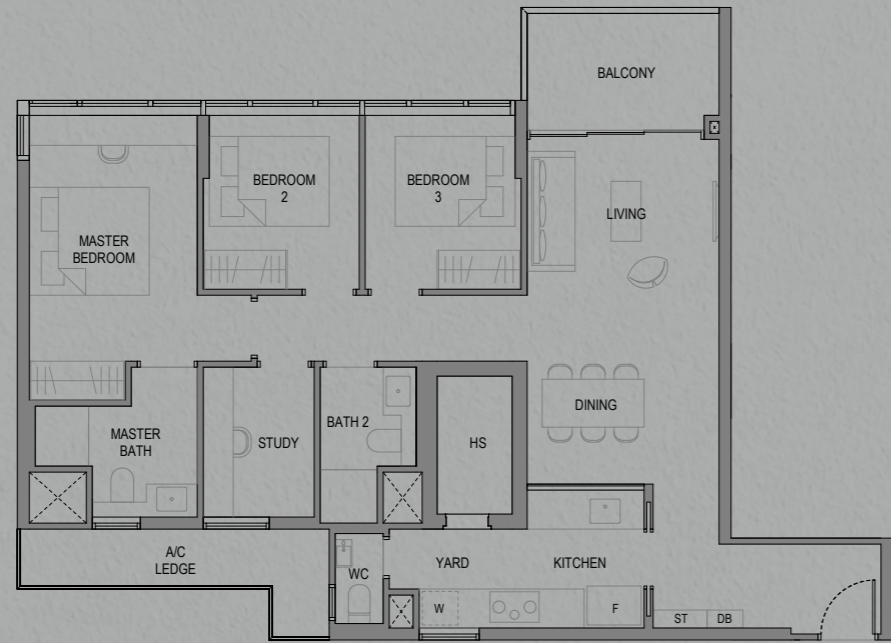 BALCONY
BEDROOM
2
BEDROOM
3
LIVING
MASTER
BEDROOM
DINING
MASTER
BATH
STUDY
BATH 2
HS
A/C
LEDGE
WC
YARD
KITCHEN
W
F
ST
DB